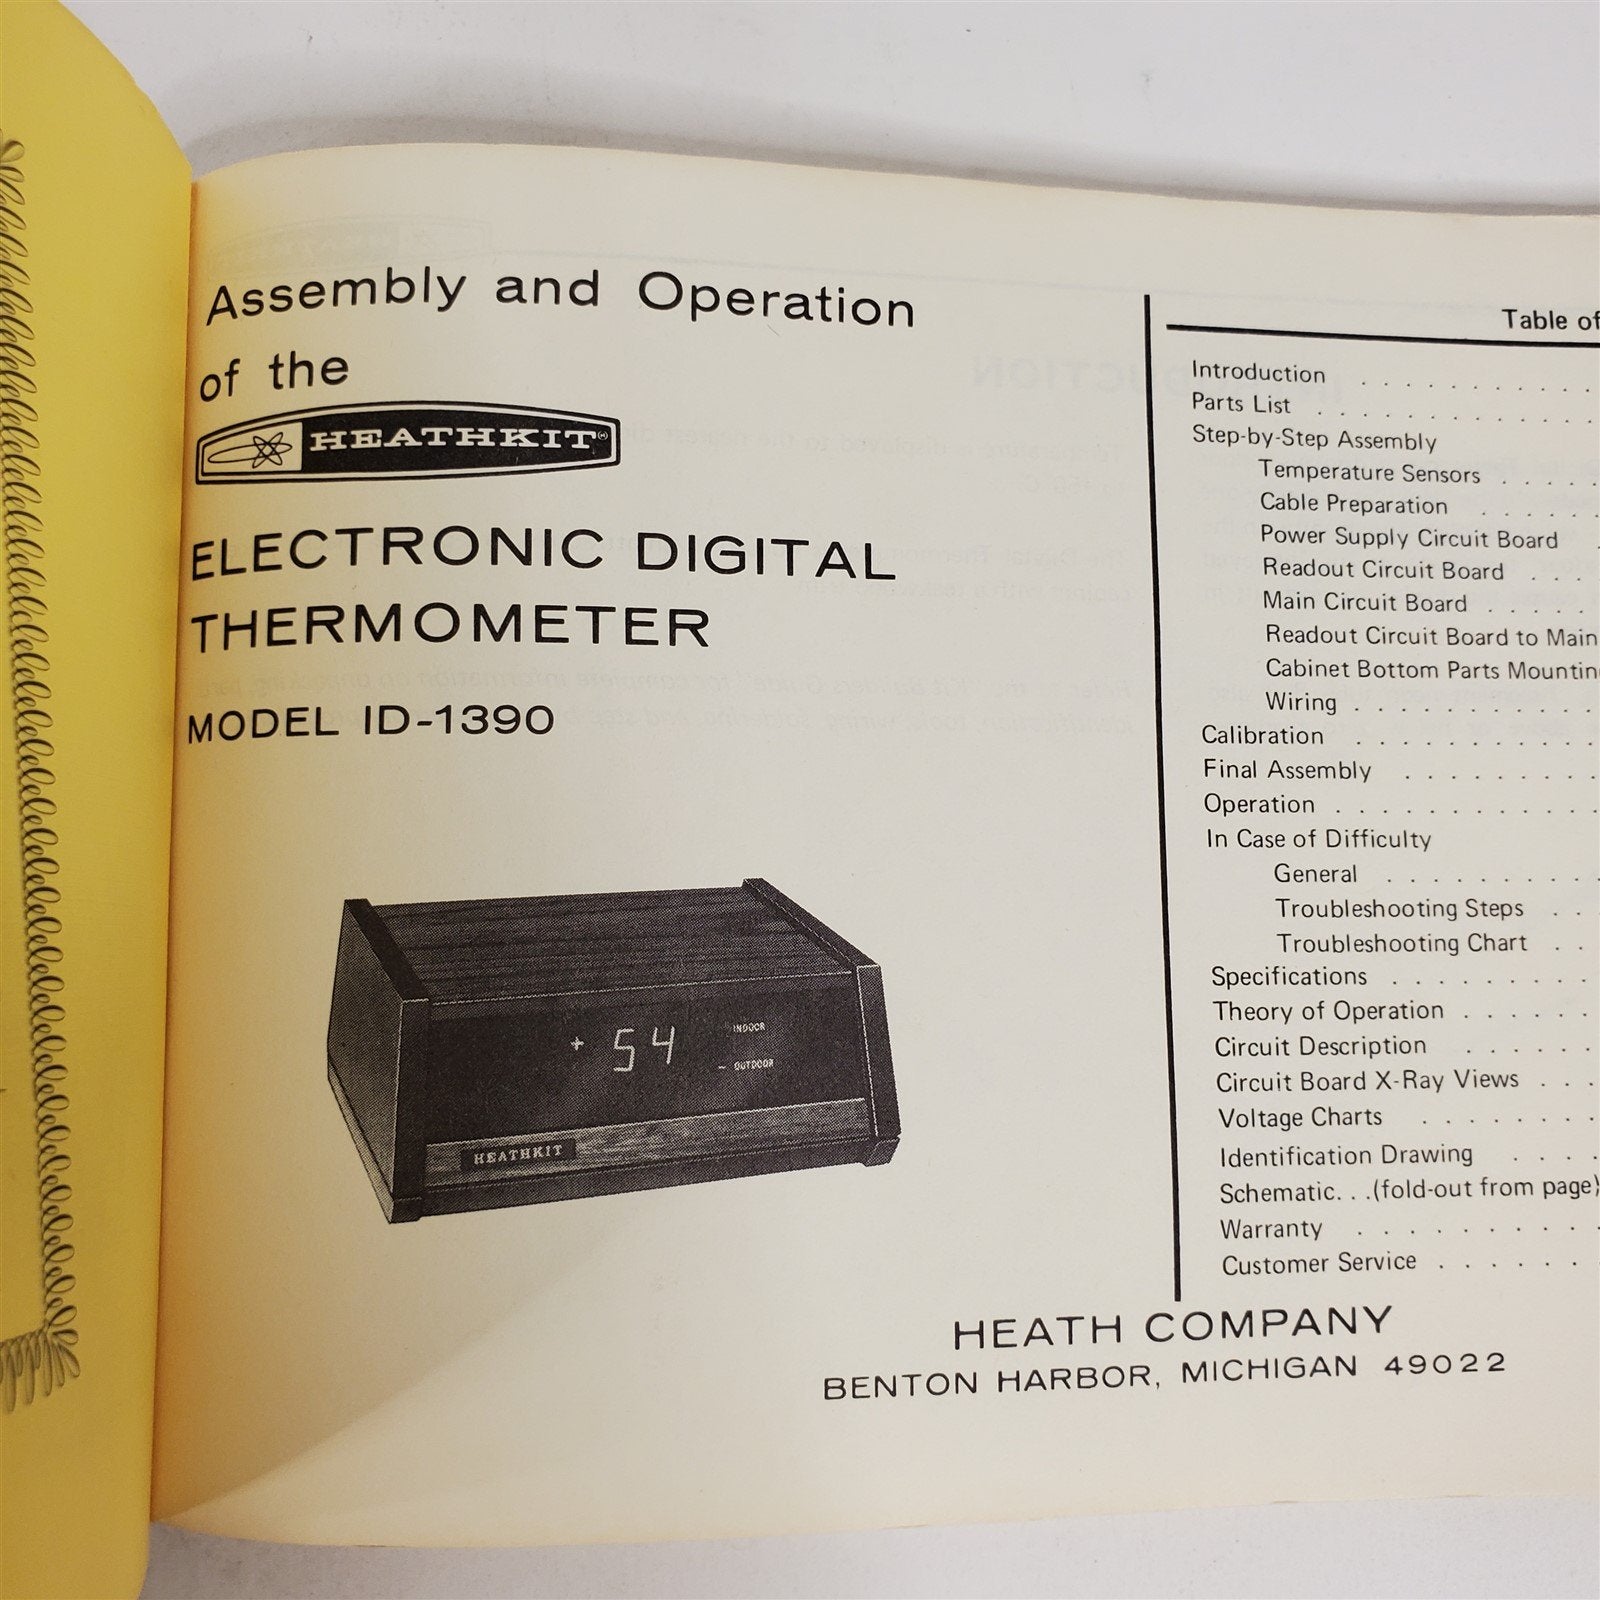 Assembly and Operation
of the
HEATHKIT®
ELECTRONIC DIGITAL
THERMOMETER
MODEL ID-1390
+ 54
INDOOR
– OUTDOOR
HEATHKIT
Table of
Introduction . . . . . . . . . . .
Parts List . . . . . . . . . . . . .
Step-by-Step Assembly
Temperature Sensors . . . . .
Cable Preparation . . . . . .
Power Supply Circuit Board .
Readout Circuit Board . . .
Main Circuit Board . . . . .
Readout Circuit Board to Main
Cabinet Bottom Parts Mounting
Wiring . . . . . . . . . . .
Calibration . . . . . . . . . . .
Final Assembly . . . . . . . . .
Operation . . . . . . . . . . . .
In Case of Difficulty
General . . . . . . . . . .
Troubleshooting Steps . .
Troubleshooting Chart . .
Specifications . . . . . . . . .
Theory of Operation . . . . . .
Circuit Description . . . . . .
Circuit Board X-Ray Views . . .
Voltage Charts . . . . . . . .
Identification Drawing . . . .
Schematic. . .(fold-out from page)
Warranty . . . . . . . . . .
Customer Service . . . . . .
HEATH COMPANY
BENTON HARBOR, MICHIGAN 49022